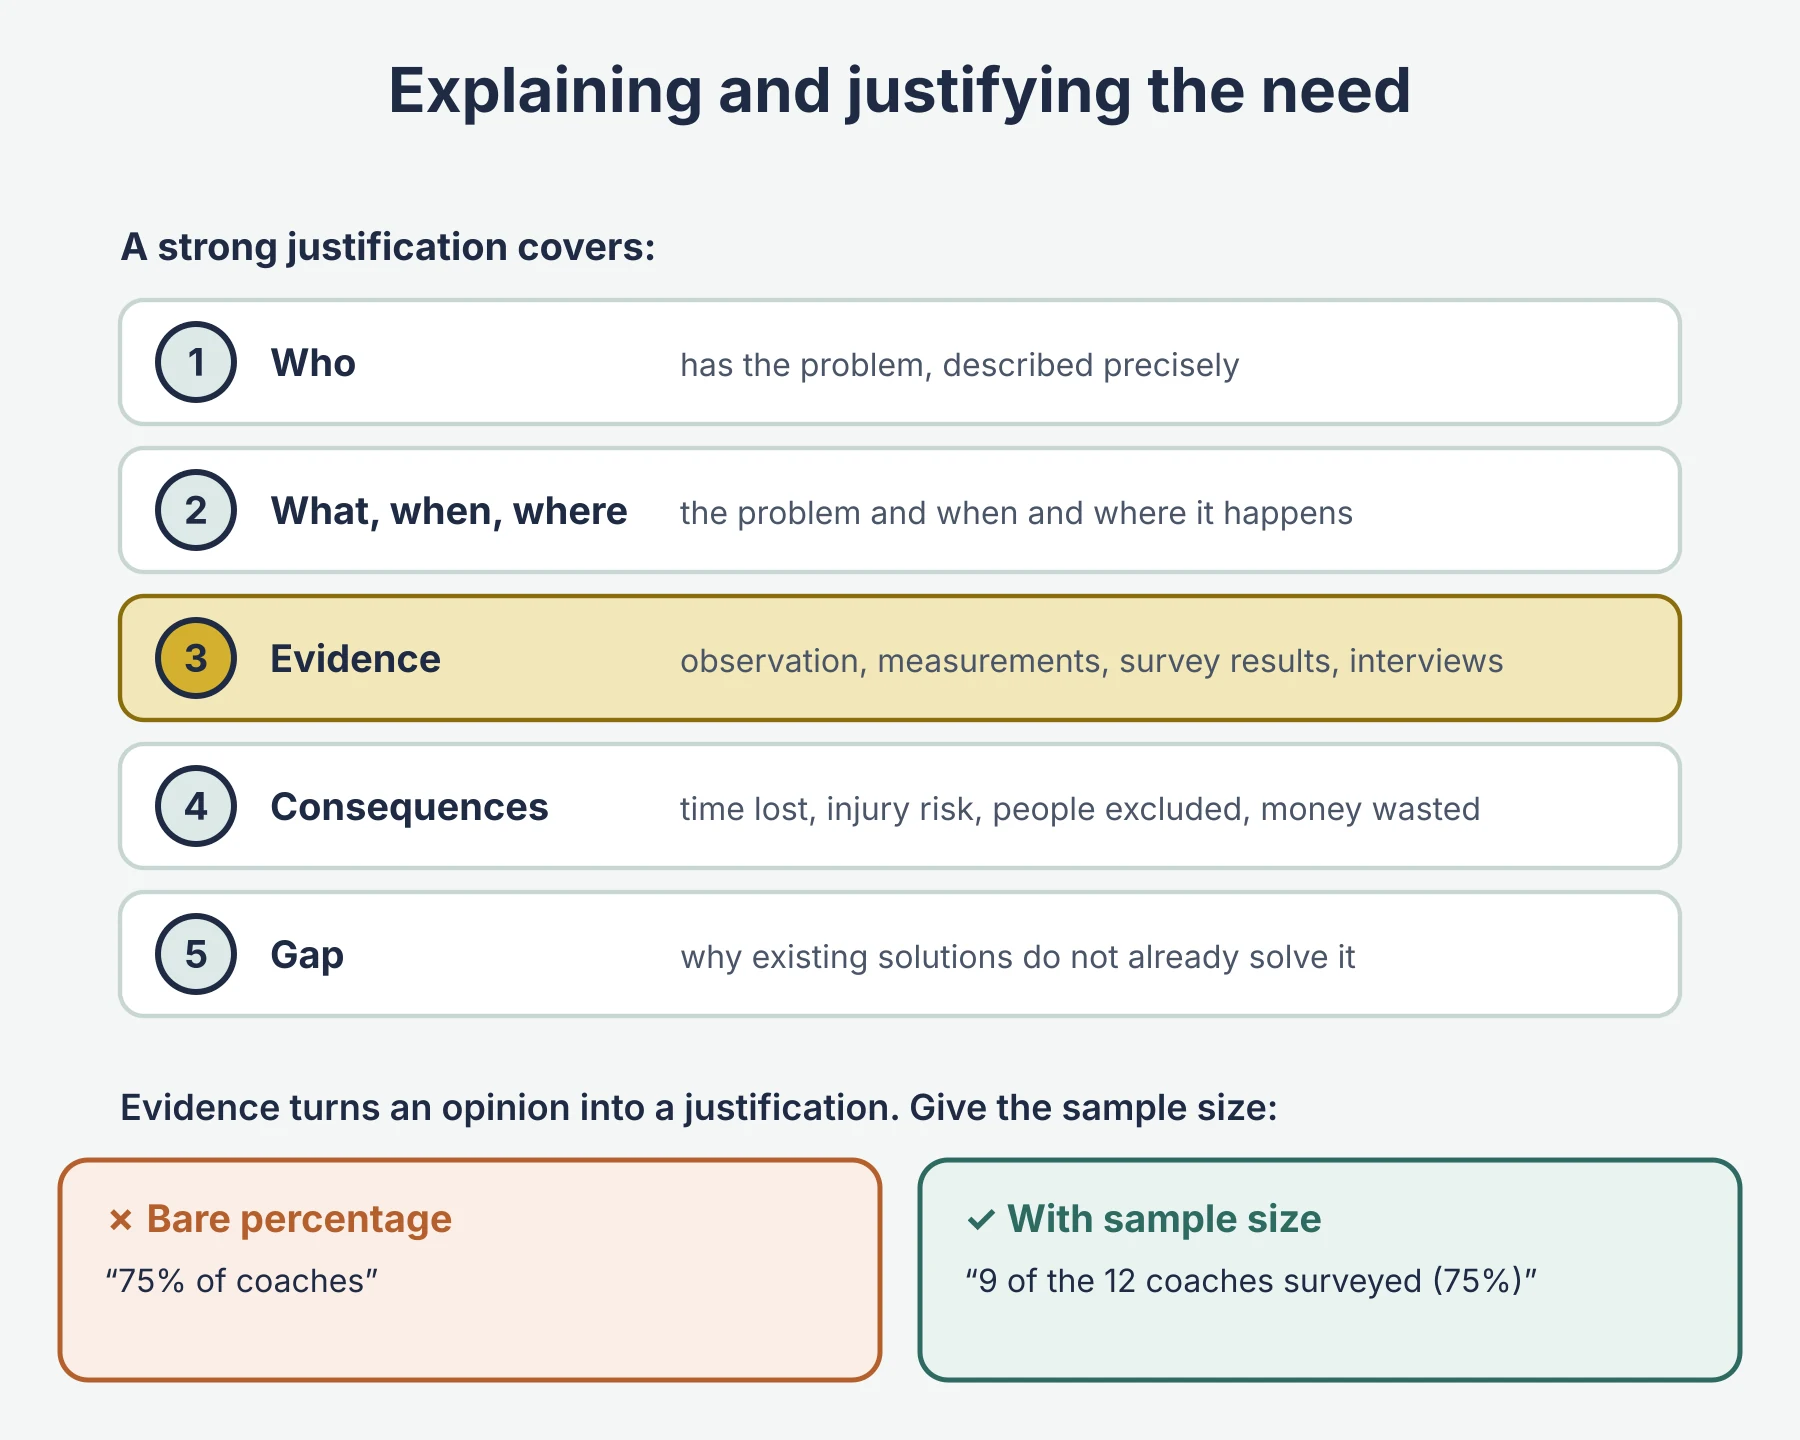 Explaining and justifying the need
A strong justification covers:
1 Who has the problem, described precisely
2 What, when, where the problem and when and where it happens
3 Evidence observation, measurements, survey results, interviews
4 Consequences time lost, injury risk, people excluded, money wasted
5 Gap why existing solutions do not already solve it
Evidence turns an opinion into a justification. Give the sample size:
✕ Bare percentage
“75% of coaches”
✓ With sample size
“9 of the 12 coaches surveyed (75%)”